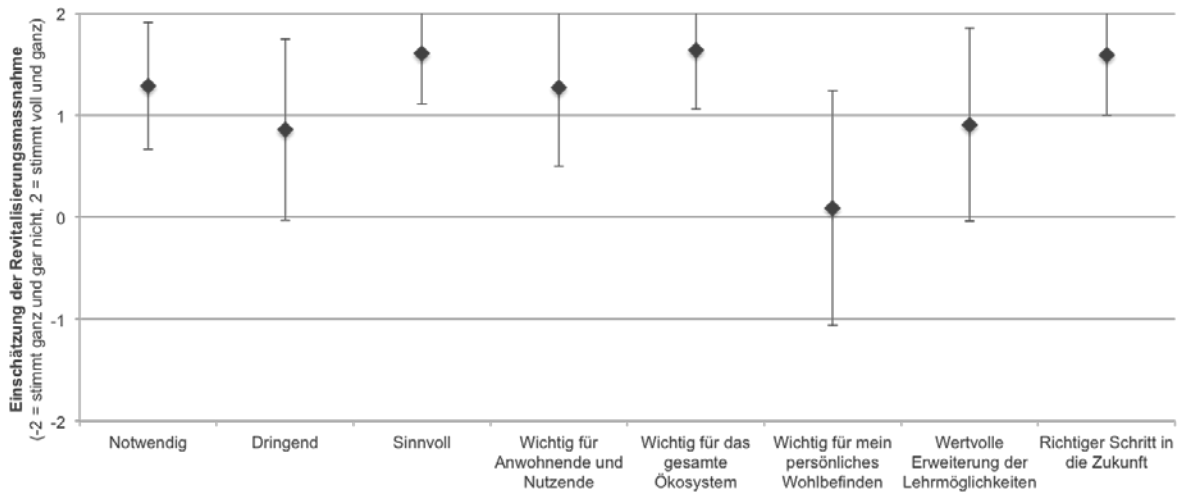 Einschätzung der Revitalisierungsmassnahme
(-2 = stimmt ganz und gar nicht, 2 = stimmt voll und ganz)
2
1
0
-1
-2
Notwendig
Dringend
Sinnvoll
Wichtig für
Anwohnende und
Nutzende
Wichtig für das
gesamte
Ökosystem
Wichtig für mein
persönliches
Wohlbefinden
Wertvolle
Erweiterung der
Lehrmöglichkeiten
Richtiger Schritt in
die Zukunft